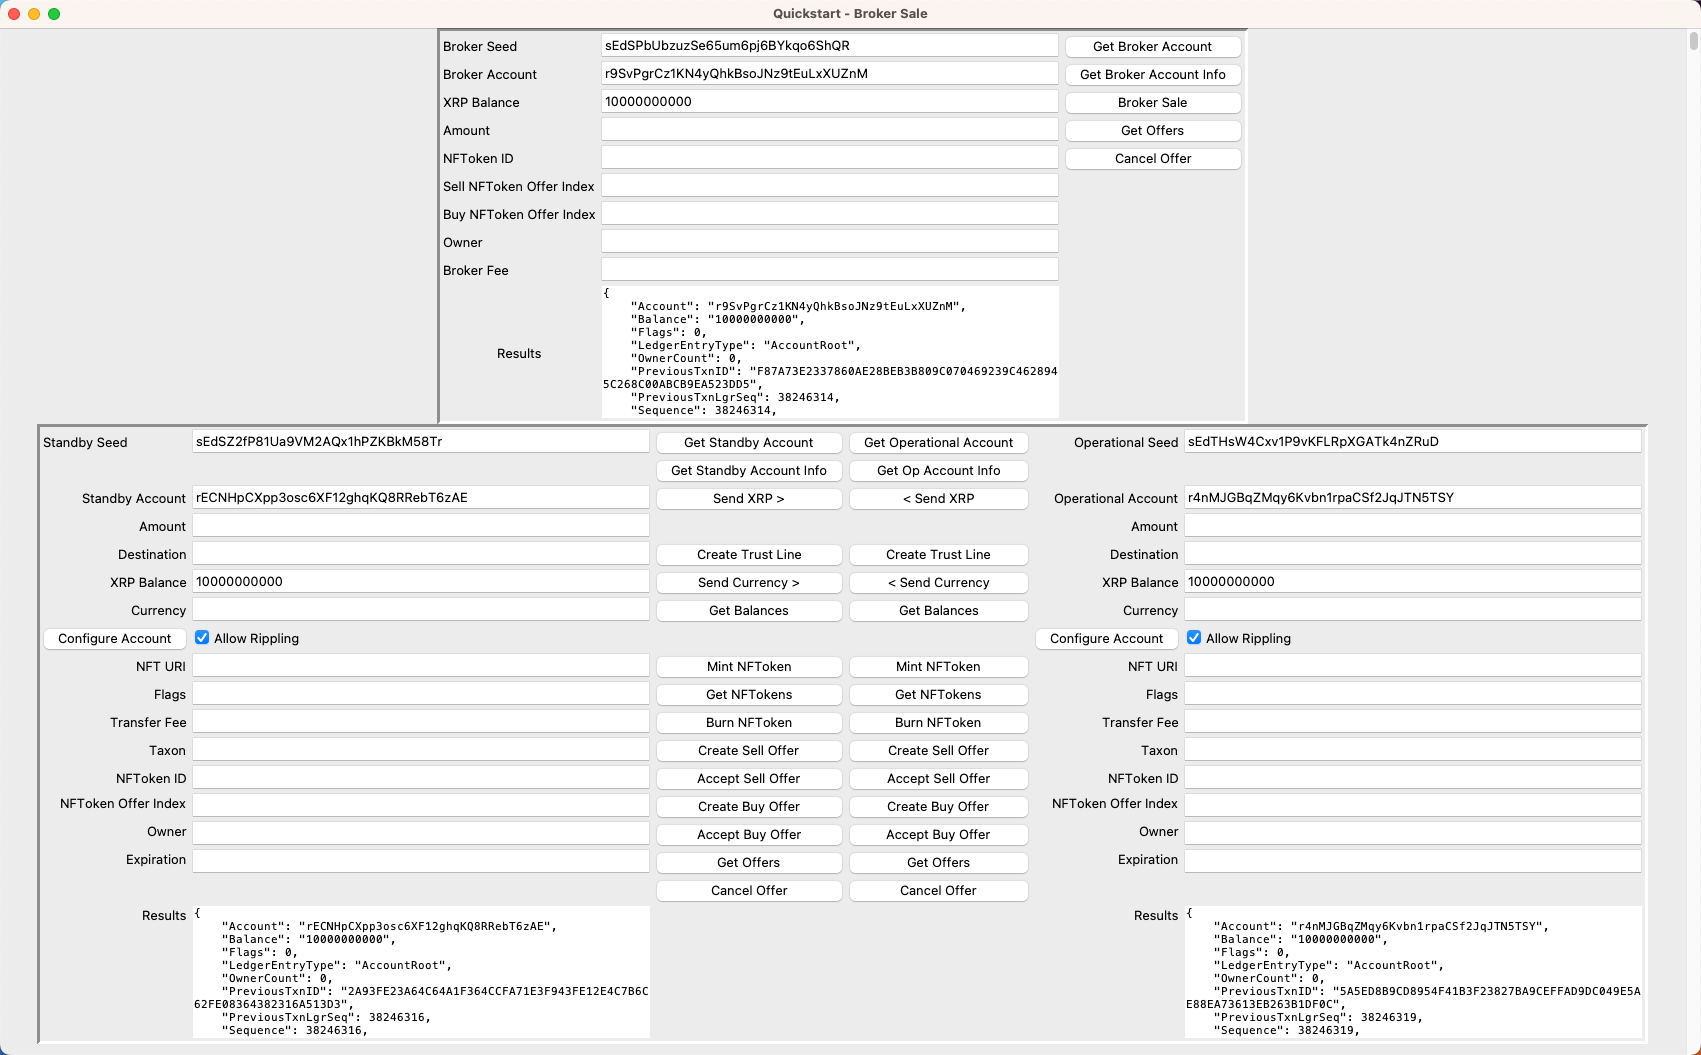 Quickstart - Broker Sale
Broker Seed sEdSPbUbzuzSe65um6pj6BYkqo6ShQR Get Broker Account
Broker Account r9SvPgrCz1KN4yQhkBsoJNz9tEuLxXUZnM Get Broker Account Info
XRP Balance 10000000000 Broker Sale
Amount Get Offers
NFToken ID Cancel Offer
Sell NFToken Offer Index
Buy NFToken Offer Index
Owner
Broker Fee
Results
{
"Account": "r9SvPgrCz1KN4yQhkBsoJNz9tEuLxXUZnM",
"Balance": "10000000000",
"Flags": 0,
"LedgerEntryType": "AccountRoot",
"OwnerCount": 0,
"PreviousTxnID": "F87A73E2337860AE28BEB3B809C070469239C462894
5C268C00ABCB9EA523DD5",
"PreviousTxnLgrSeq": 38246314,
"Sequence": 38246314,
Standby Seed sEdSZ2fP81Ua9VM2AQx1hPZKBkM58Tr Get Standby Account Get Operational Account Operational Seed sEdTHsW4Cxv1P9vKFLRpXGATk4nZRuD
Get Standby Account Info Get Op Account Info
Standby Account rECNHpCXpp3osc6XF12ghqKQ8RRebT6zAE Send XRP > < Send XRP Operational Account r4nMJGBqZMqy6Kvbn1rpaCSf2JqJTN5TSY
Amount Amount
Destination Create Trust Line Create Trust Line Destination
XRP Balance 10000000000 Send Currency > < Send Currency XRP Balance 10000000000
Currency Get Balances Get Balances Currency
Configure Account Allow Rippling Configure Account Allow Rippling
NFT URI Mint NFToken Mint NFToken NFT URI
Flags Get NFTokens Get NFTokens Flags
Transfer Fee Burn NFToken Burn NFToken Transfer Fee
Taxon Create Sell Offer Create Sell Offer Taxon
NFToken ID Accept Sell Offer Accept Sell Offer NFToken ID
NFToken Offer Index Create Buy Offer Create Buy Offer NFToken Offer Index
Owner Accept Buy Offer Accept Buy Offer Owner
Expiration Get Offers Get Offers Expiration
Cancel Offer Cancel Offer
Results
{
"Account": "rECNHpCXpp3osc6XF12ghqKQ8RRebT6zAE",
"Balance": "10000000000",
"Flags": 0,
"LedgerEntryType": "AccountRoot",
"OwnerCount": 0,
"PreviousTxnID": "2A93FE23A64C64A1F364CCFA71E3F943FE12E4C7B6C
62FE08364382316A513D3",
"PreviousTxnLgrSeq": 38246316,
"Sequence": 38246316,
Results
{
"Account": "r4nMJGBqZMqy6Kvbn1rpaCSf2JqJTN5TSY",
"Balance": "10000000000",
"Flags": 0,
"LedgerEntryType": "AccountRoot",
"OwnerCount": 0,
"PreviousTxnID": "5A5ED8B9CD8954F41B3F23827BA9CEFFAD9DC049E5A
E88EA73613EB263B1DF0C",
"PreviousTxnLgrSeq": 38246319,
"Sequence": 38246319,